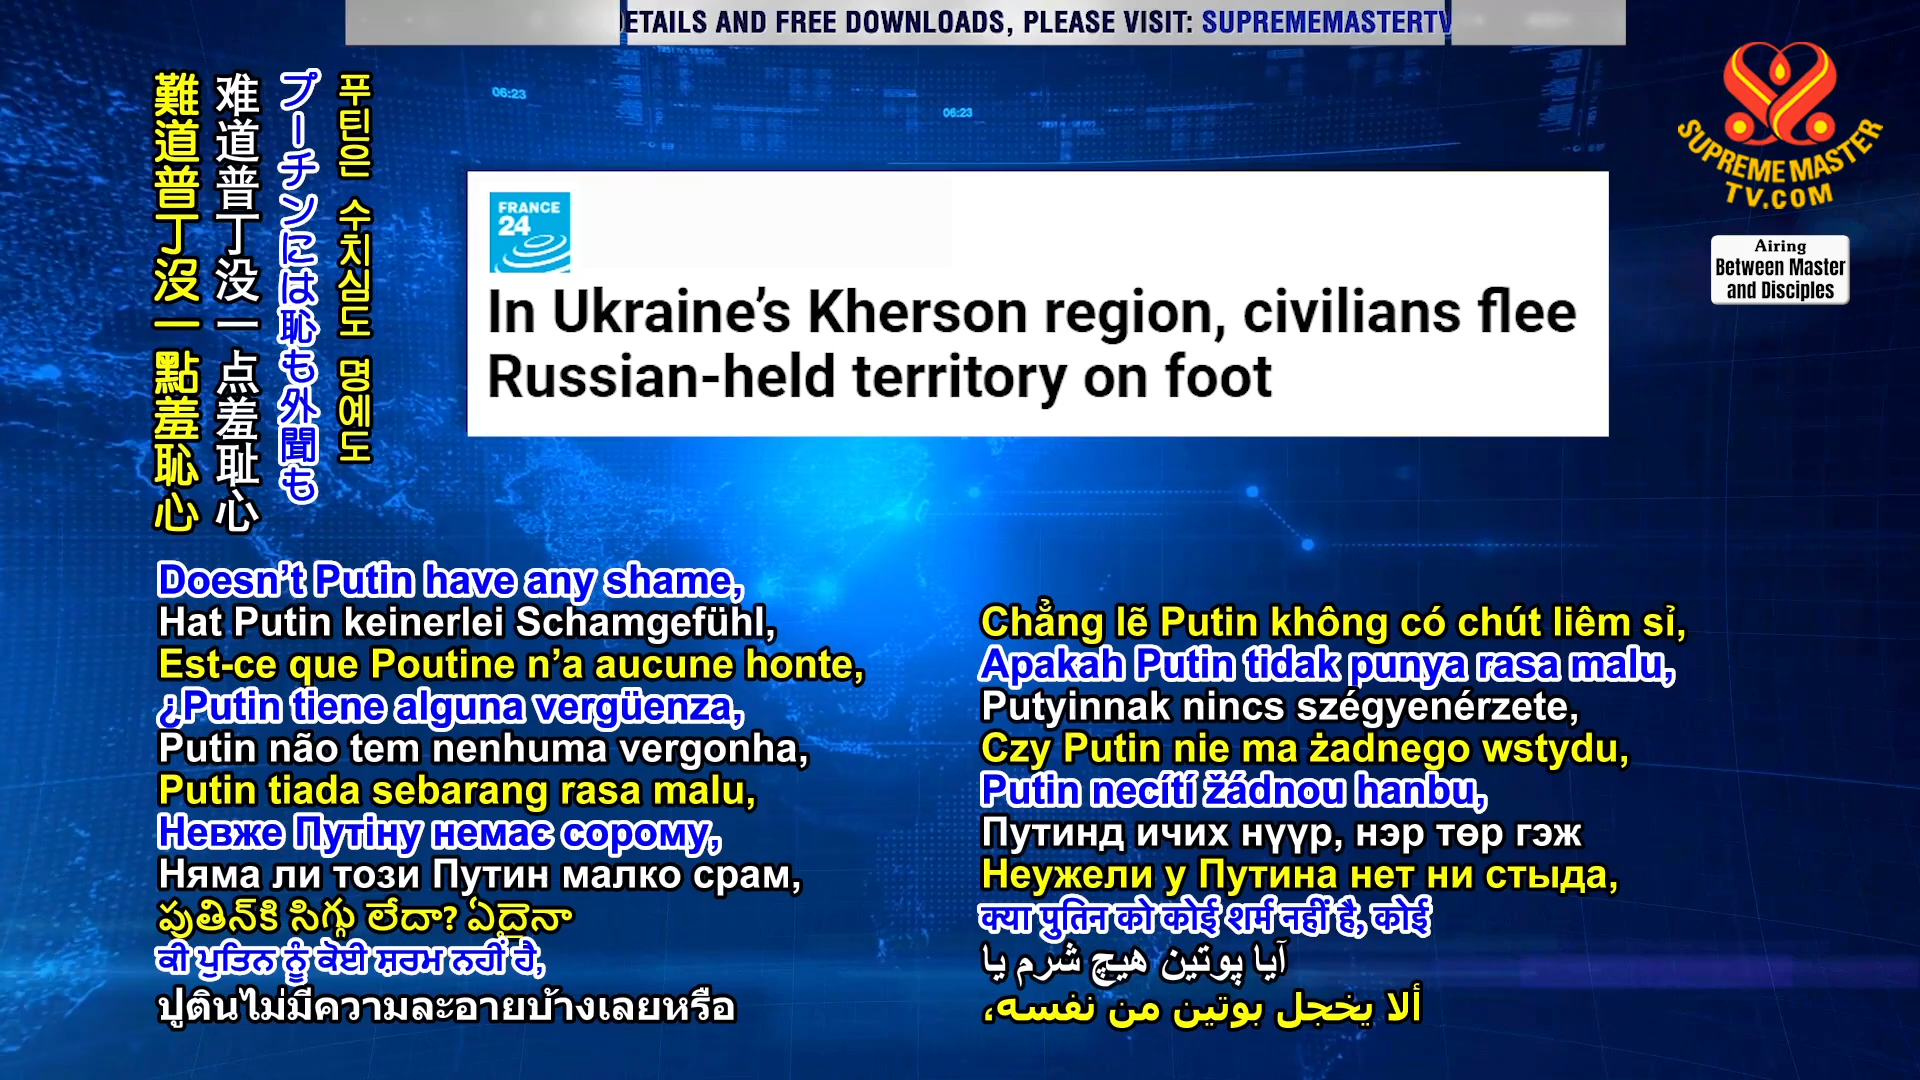 DETAILS AND FREE DOWNLOADS, PLEASE VISIT: SUPREMEMASTERTV
06:23
06:23
SUPREME MASTER
TV.COM
Airing
Between Master
and Disciples
푸틴은 수치심도 명예도
プーチンには恥も外聞も
难道普丁没一点羞耻心
難道普丁沒一點羞恥心
FRANCE
24
In Ukraine’s Kherson region, civilians flee
Russian-held territory on foot
Doesn’t Putin have any shame,
Hat Putin keinerlei Schamgefühl,
Est-ce que Poutine n’a aucune honte,
¿Putin tiene alguna vergüenza,
Putin não tem nenhuma vergonha,
Putin tiada sebarang rasa malu,
Невже Путіну немає сорому,
Няма ли този Путин малко срам,
పుతిన్‌కి సిగ్గు లేదా? ఏదైనా
ਕੀ ਪੁਤਿਨ ਨੂੰ ਕੋਈ ਸ਼ਰਮ ਨਹੀਂ ਹੈ,
ปูตินไม่มีความละอายบ้างเลยหรือ
Chẳng lẽ Putin không có chút liêm sỉ,
Apakah Putin tidak punya rasa malu,
Putyinnak nincs szégyenérzete,
Czy Putin nie ma żadnego wstydu,
Putin necítí žádnou hanbu,
Путинд ичих нүүр, нэр төр гэж
Неужели у Путина нет ни стыда,
क्या पुतिन को कोई शर्म नहीं है, कोई
آیا پوتین هیچ شرم یا
ألا يخجل بوتين من نفسه،